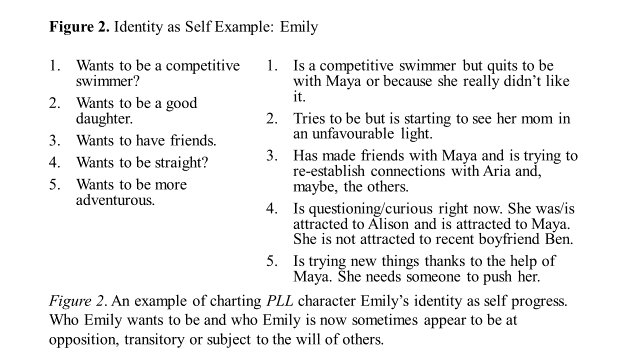 Figure 2. Identity as Self Example: Emily
1. Wants to be a competitive
swimmer?
2. Wants to be a good
daughter.
3. Wants to have friends.
4. Wants to be straight?
5. Wants to be more
adventurous.
1. Is a competitive swimmer but quits to be
with Maya or because she really didn’t like
it.
2. Tries to be but is starting to see her mom in
an unfavourable light.
3. Has made friends with Maya and is trying to
re-establish connections with Aria and,
maybe, the others.
4. Is questioning/curious right now. She was/is
attracted to Alison and is attracted to Maya.
She is not attracted to recent boyfriend Ben.
5. Is trying new things thanks to the help of
Maya. She needs someone to push her.
Figure 2. An example of charting PLL character Emily’s identity as self progress.
Who Emily wants to be and who Emily is now sometimes appear to be at
opposition, transitory or subject to the will of others.